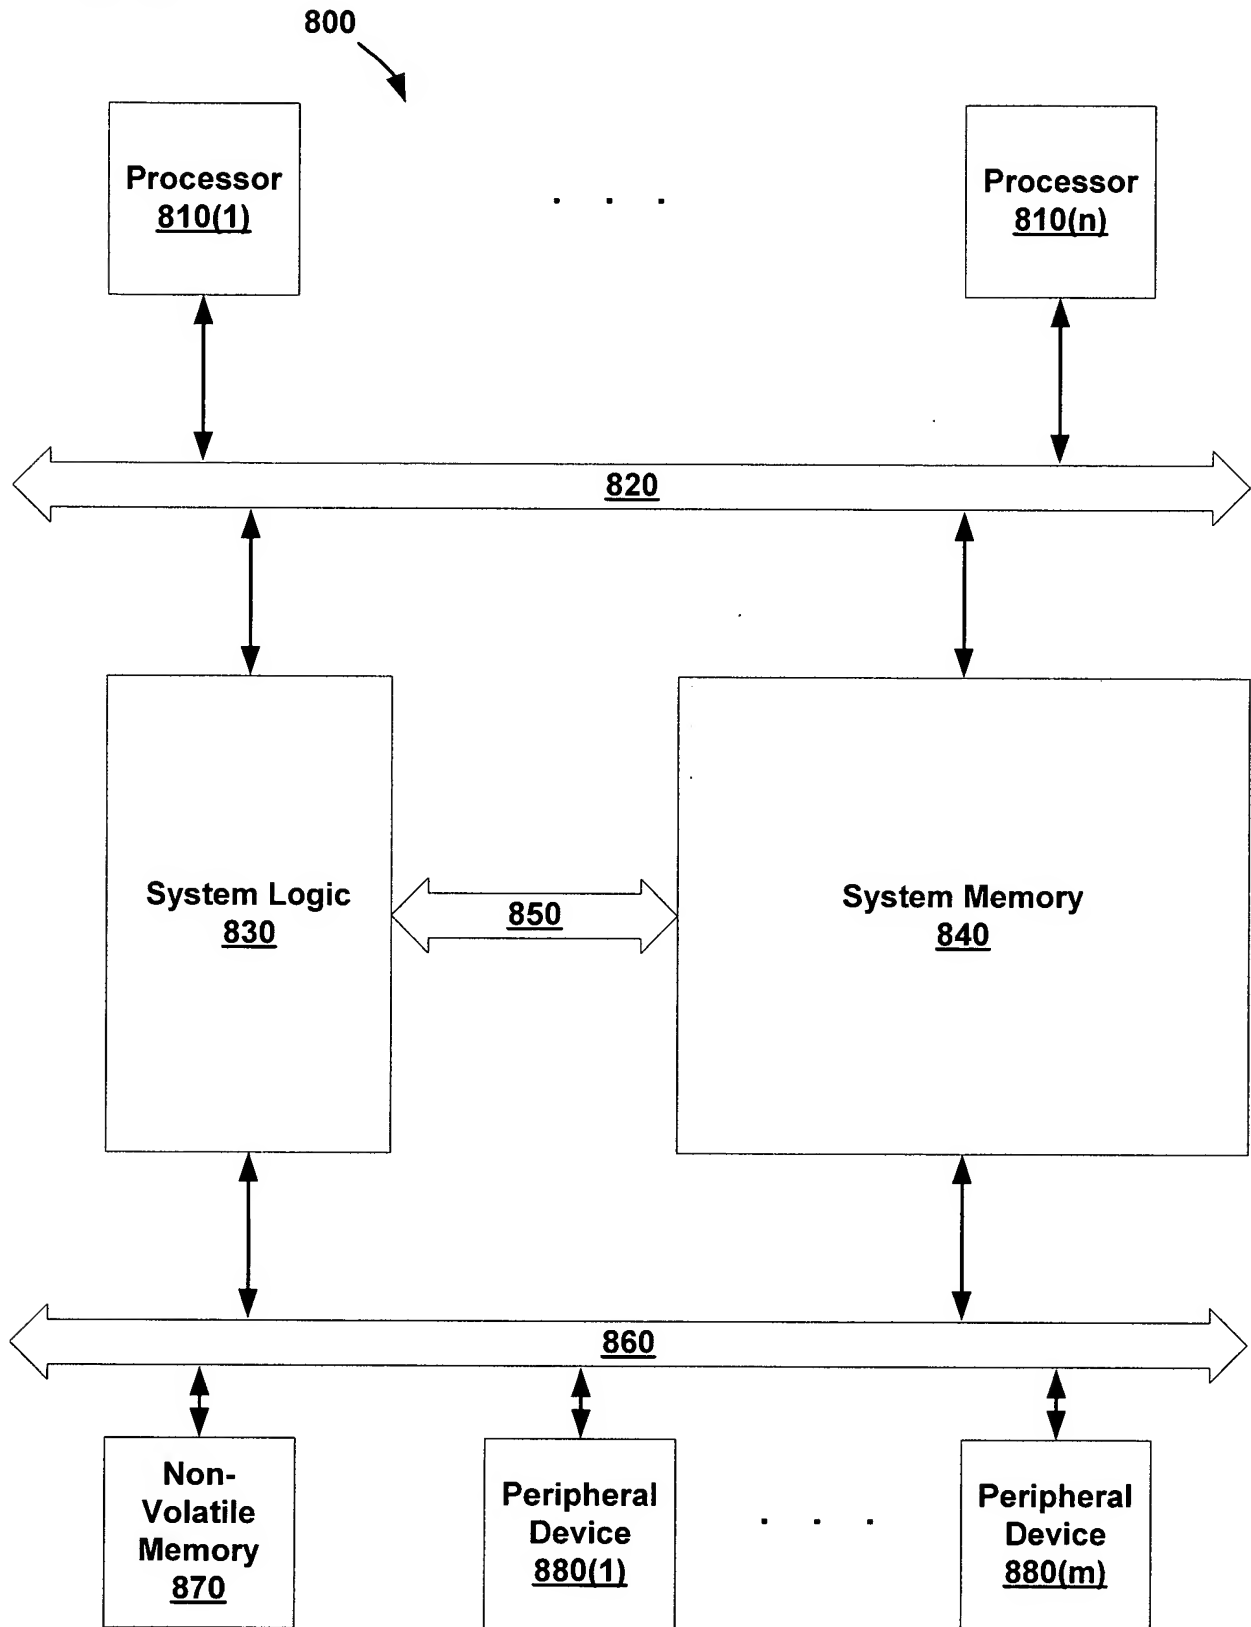 800
Processor
810(1)
. . .
Processor
810(n)
820
System Logic
830
850
System Memory
840
860
Non-
Volatile
Memory
870
Peripheral
Device
880(1)
. . .
Peripheral
Device
880(m)